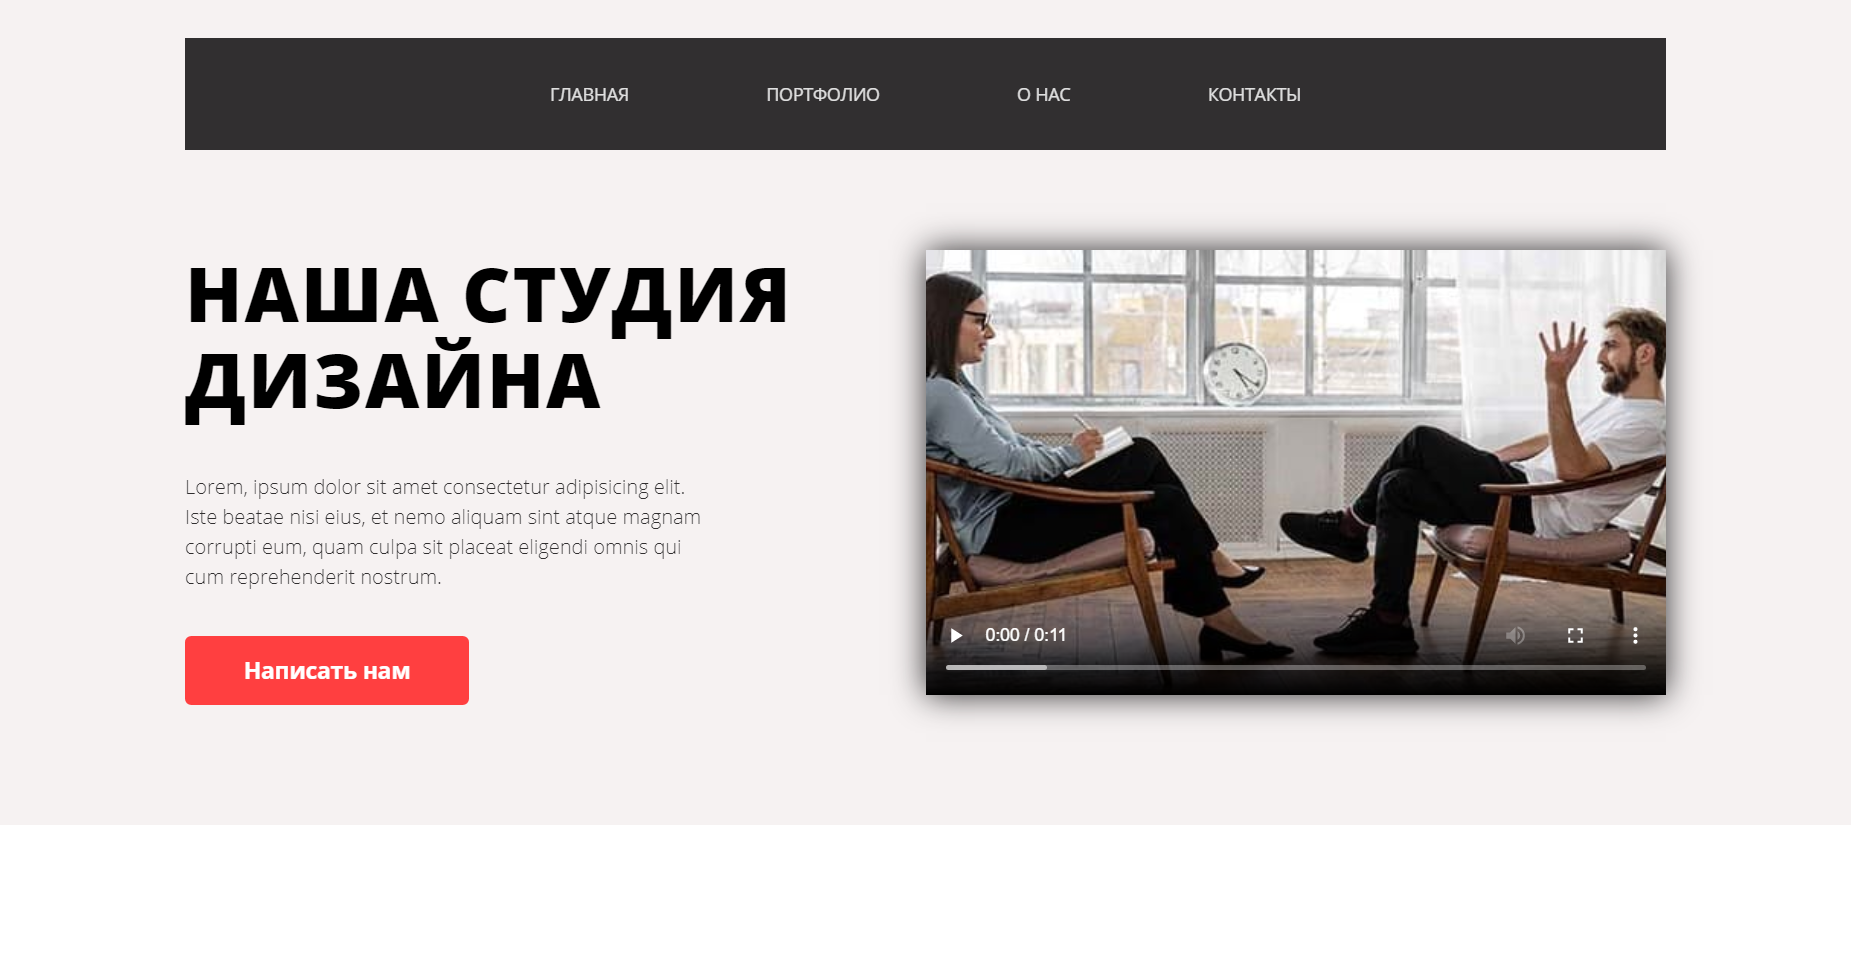 ГЛАВНАЯ ПОРТФОЛИО О НАС КОНТАКТЫ
НАША СТУДИЯ
ДИЗАЙНА
Lorem, ipsum dolor sit amet consectetur adipisicing elit.
Iste beatae nisi eius, et nemo aliquam sint atque magnam
corrupti eum, quam culpa sit placeat eligendi omnis qui
cum reprehenderit nostrum.
Написать нам
0:00 / 0:11